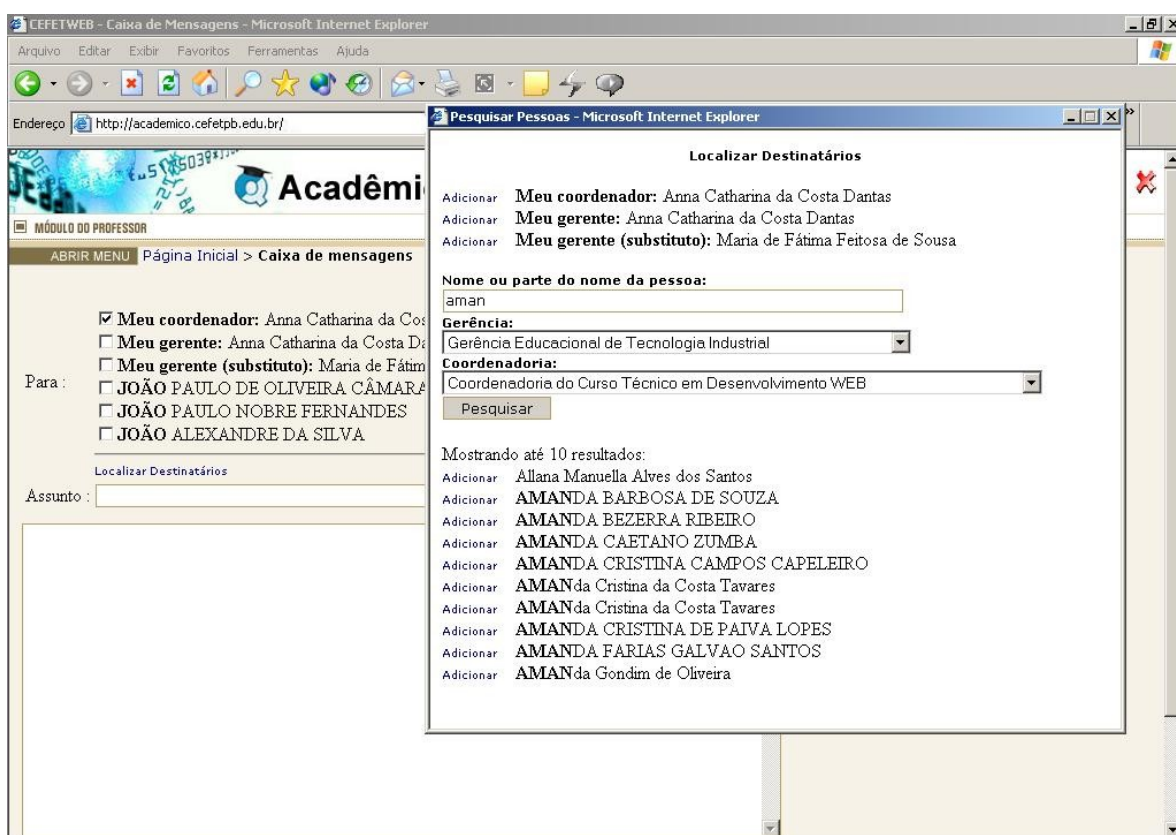 CEFETWEB - Caixa de Mensagens - Microsoft Internet Explorer
Arquivo Editar Exibir Favoritos Ferramentas Ajuda
Endereço http://academico.cefetpb.edu.br/
Acadêmi
MÓDULO DO PROFESSOR
ABRIR MENU Página Inicial > Caixa de mensagens
Para :
Meu coordenador: Anna Catharina da Cos
Meu gerente: Anna Catharina da Costa Da
Meu gerente (substituto): Maria de Fátim
JOÃO PAULO DE OLIVEIRA CÂMARA
JOÃO PAULO NOBRE FERNANDES
JOÃO ALEXANDRE DA SILVA
Localizar Destinatários
Assunto :
Pesquisar Pessoas - Microsoft Internet Explorer
Localizar Destinatários
Adicionar Meu coordenador: Anna Catharina da Costa Dantas
Adicionar Meu gerente: Anna Catharina da Costa Dantas
Adicionar Meu gerente (substituto): Maria de Fátima Feitosa de Sousa
Nome ou parte do nome da pessoa:
aman
Gerência:
Gerência Educacional de Tecnologia Industrial
Coordenadoria:
Coordenadoria do Curso Técnico em Desenvolvimento WEB
Pesquisar
Mostrando até 10 resultados:
Adicionar Allana Manuella Alves dos Santos
Adicionar AMANDA BARBOSA DE SOUZA
Adicionar AMANDA BEZERRA RIBEIRO
Adicionar AMANDA CAETANO ZUMBA
Adicionar AMANDA CRISTINA CAMPOS CAPELEIRO
Adicionar AMANda Cristina da Costa Tavares
Adicionar AMANda Cristina da Costa Tavares
Adicionar AMANDA CRISTINA DE PAIVA LOPES
Adicionar AMANDA FARIAS GALVAO SANTOS
Adicionar AMANda Gondim de Oliveira